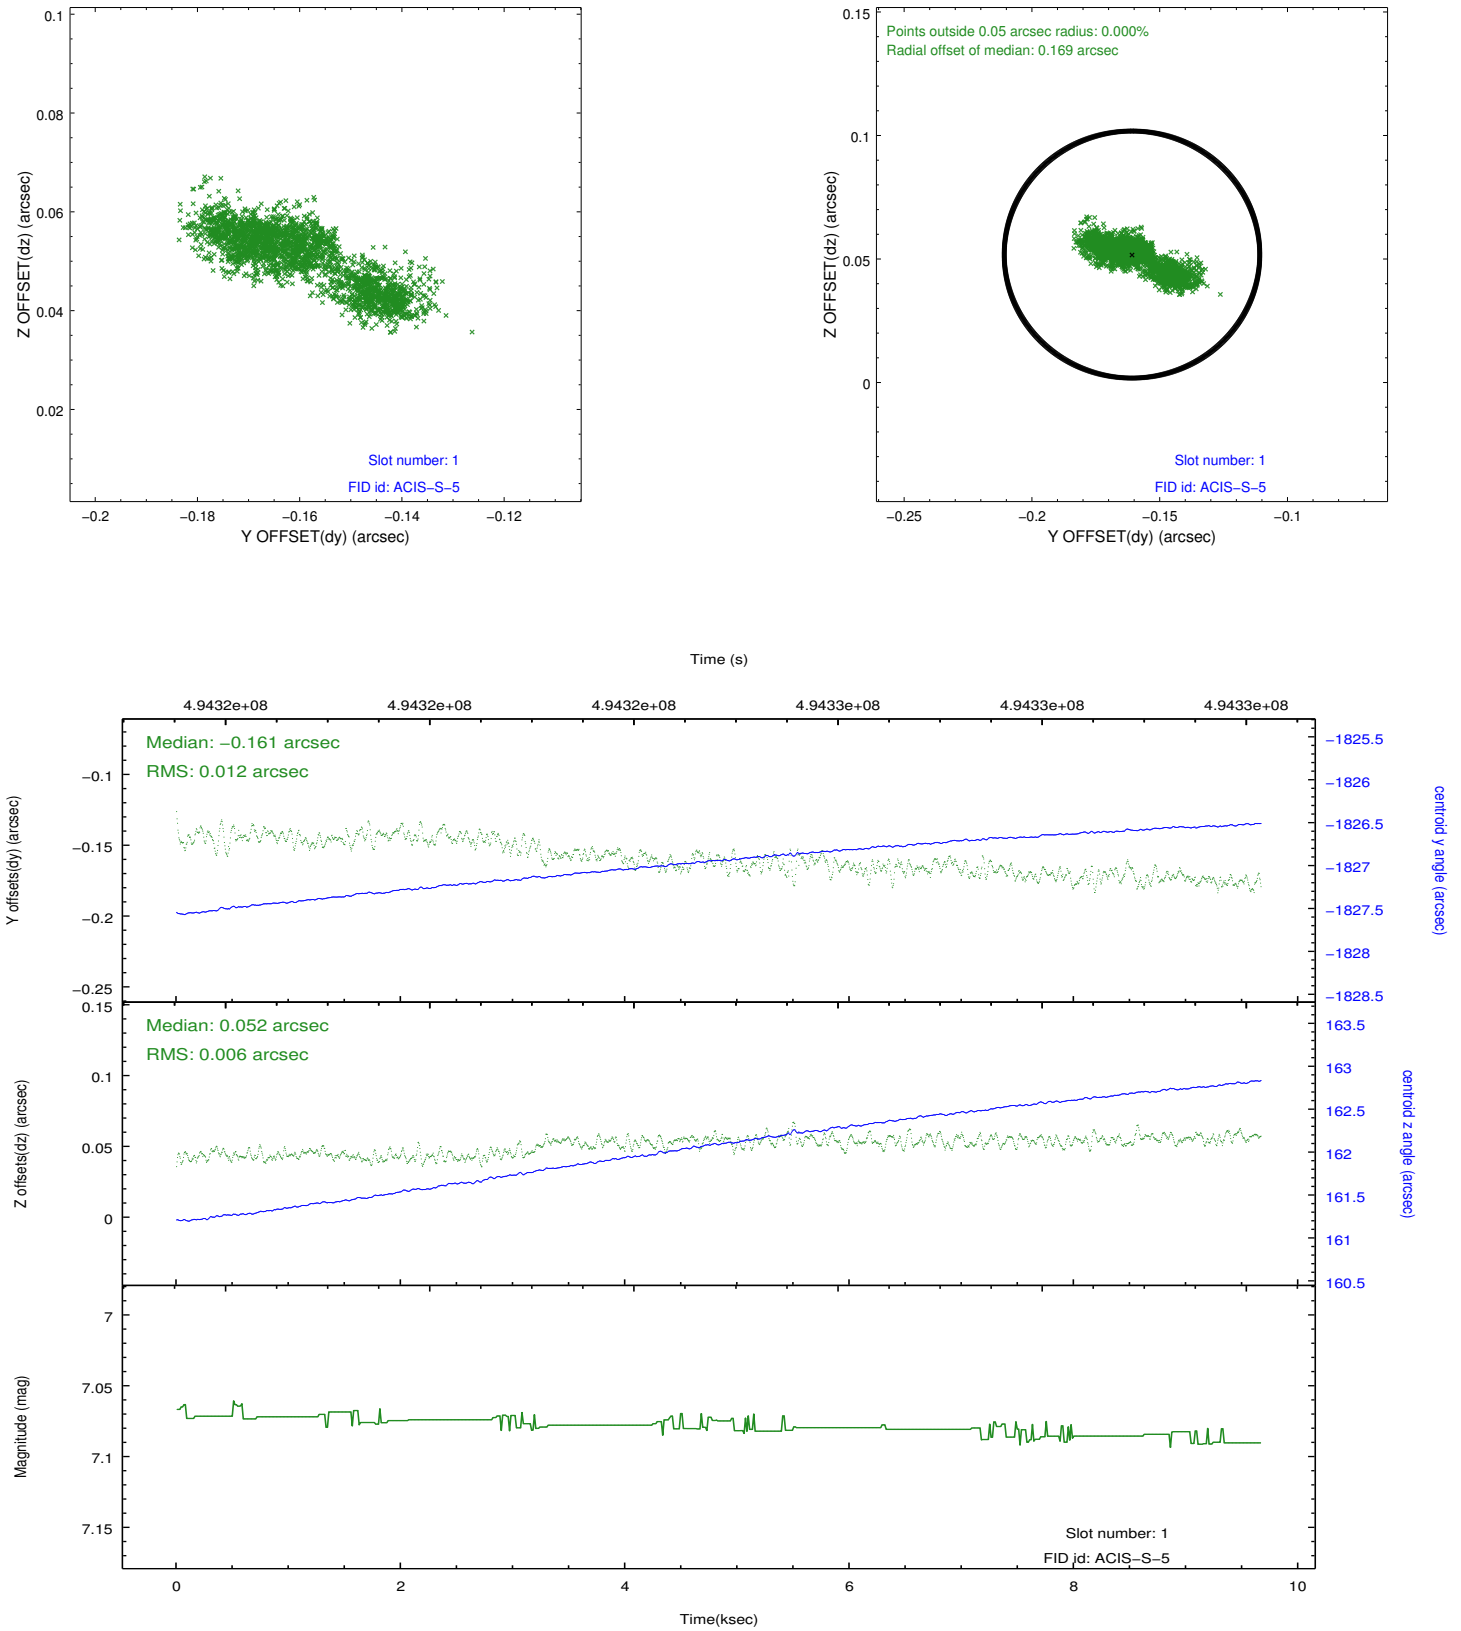 0.1
0.08
0.06
0.04
0.02
Z OFFSET(dz) (arcsec)
Slot number: 1
FID id: ACIS−S−5
−0.2 −0.18 −0.16 −0.14 −0.12
Y OFFSET(dy) (arcsec)
0.15
0.1
0.05
0
Z OFFSET(dz) (arcsec)
Points outside 0.05 arcsec radius: 0.000%
Radial offset of median: 0.169 arcsec
Slot number: 1
FID id: ACIS−S−5
−0.25 −0.2 −0.15 −0.1
Y OFFSET(dy) (arcsec)
Time (s)
4.9432e+08 4.9432e+08 4.9432e+08 4.9433e+08 4.9433e+08 4.9433e+08
Median: −0.161 arcsec
RMS: 0.012 arcsec
−0.1
−0.15
−0.2
−0.25
Y offsets(dy) (arcsec)
−1825.5
−1826
−1826.5
−1827
−1827.5
−1828
−1828.5
centroid y angle (arcsec)
Median: 0.052 arcsec
RMS: 0.006 arcsec
0.15
0.1
0.05
0
Z offsets(dz) (arcsec)
163.5
163
162.5
162
161.5
161
160.5
centroid z angle (arcsec)
7
7.05
7.1
7.15
Magnitude (mag)
Slot number: 1
FID id: ACIS−S−5
0 2 4 6 8 10
Time(ksec)